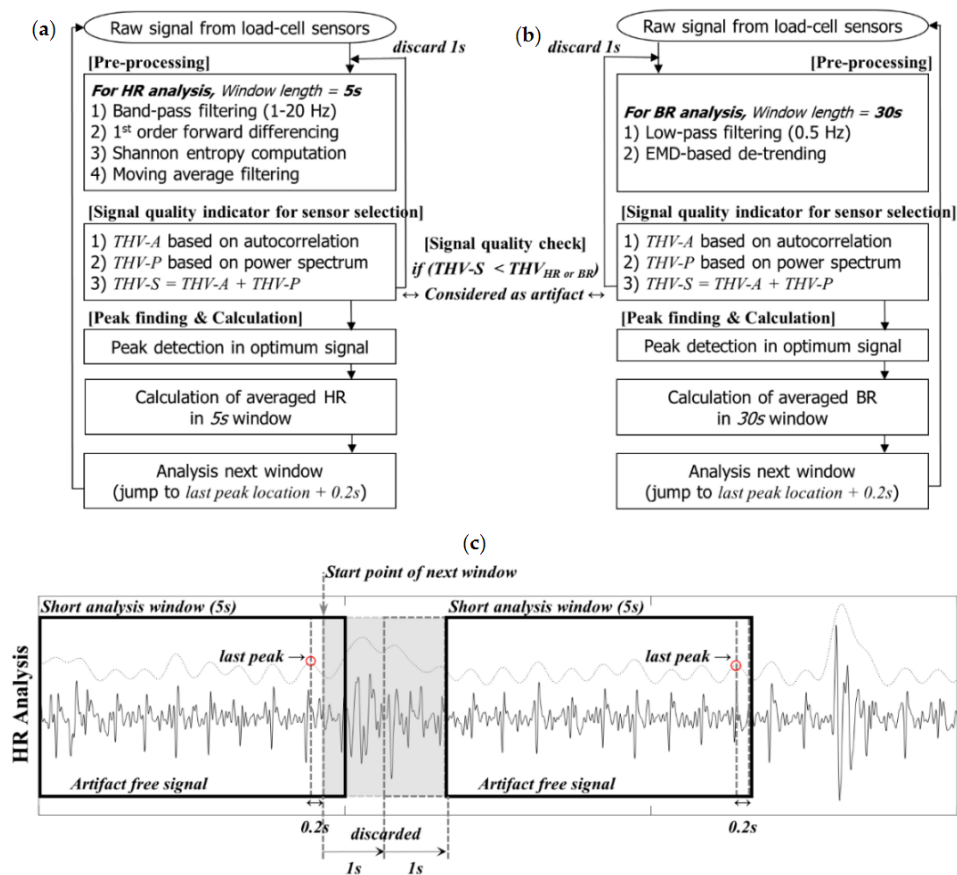 (a)
Raw signal from load-cell sensors
discard 1s
[Pre-processing]
For HR analysis, Window length = 5s
1) Band-pass filtering (1-20 Hz)
2) 1st order forward differencing
3) Shannon entropy computation
4) Moving average filtering
[Signal quality indicator for sensor selection]
1) THV-A based on autocorrelation
2) THV-P based on power spectrum
3) THV-S = THV-A + THV-P
[Peak finding & Calculation]
Peak detection in optimum signal
Calculation of averaged HR
in 5s window
Analysis next window
(jump to last peak location + 0.2s)
[Signal quality check]
if (THV-S < THVHR or BR)
↔ Considered as artifact ↔
(b)
Raw signal from load-cell sensors
discard 1s
[Pre-processing]
For BR analysis, Window length = 30s
1) Low-pass filtering (0.5 Hz)
2) EMD-based de-trending
[Signal quality indicator for sensor selection]
1) THV-A based on autocorrelation
2) THV-P based on power spectrum
3) THV-S = THV-A + THV-P
[Peak finding & Calculation]
Peak detection in optimum signal
Calculation of averaged BR
in 30s window
Analysis next window
(jump to last peak location + 0.2s)
(c)
Start point of next window
Short analysis window (5s)
Short analysis window (5s)
last peak →
last peak →
HR Analysis
Artifact free signal
Artifact free signal
0.2s
discarded
0.2s
1s
1s